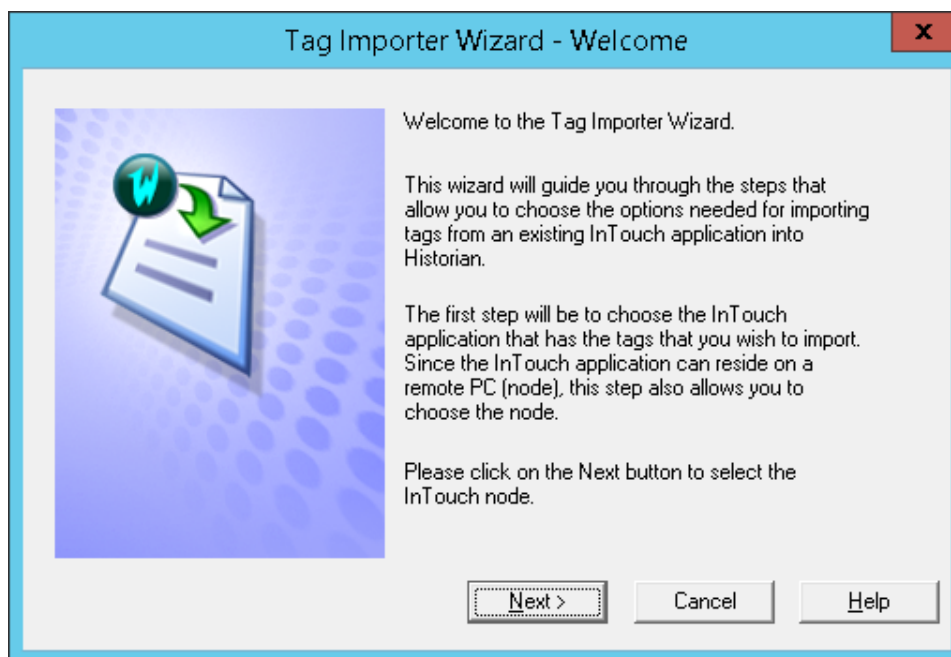 Tag Importer Wizard - Welcome
x
W
Welcome to the Tag Importer Wizard.
This wizard will guide you through the steps that
allow you to choose the options needed for importing
tags from an existing InTouch application into
Historian.
The first step will be to choose the InTouch
application that has the tags that you wish to import.
Since the InTouch application can reside on a
remote PC (node), this step also allows you to
choose the node.
Please click on the Next button to select the
InTouch node.
Next >
Cancel
Help